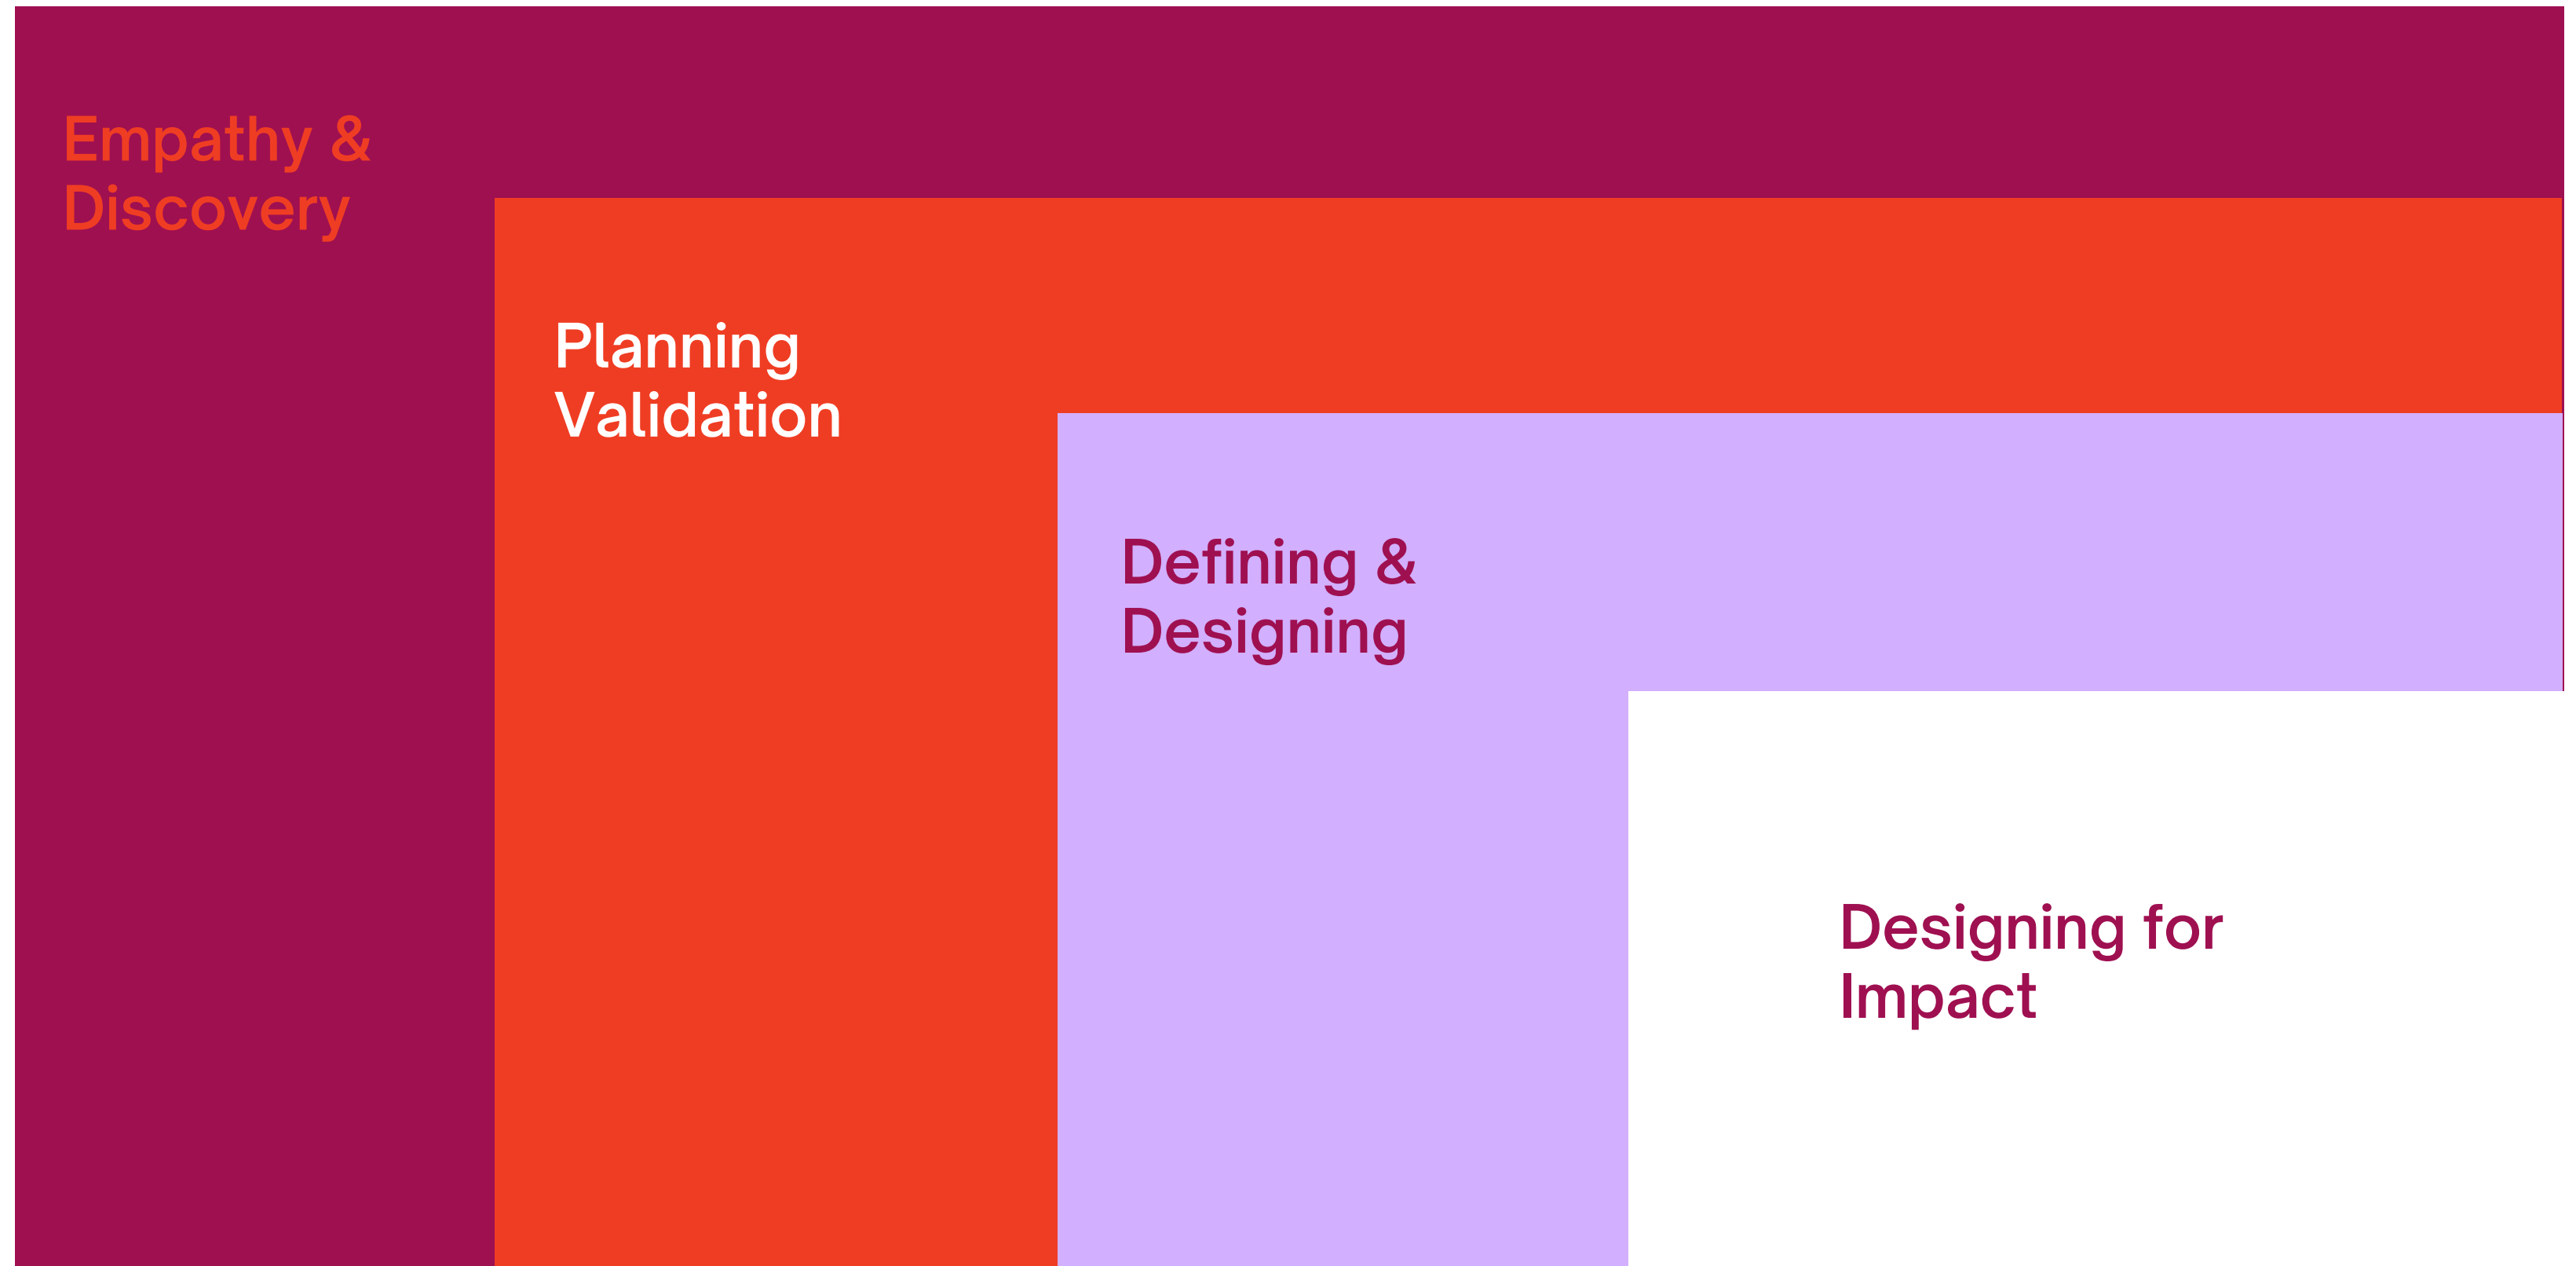 Empathy &
Discovery
Planning
Validation
Defining &
Designing
Designing for
Impact